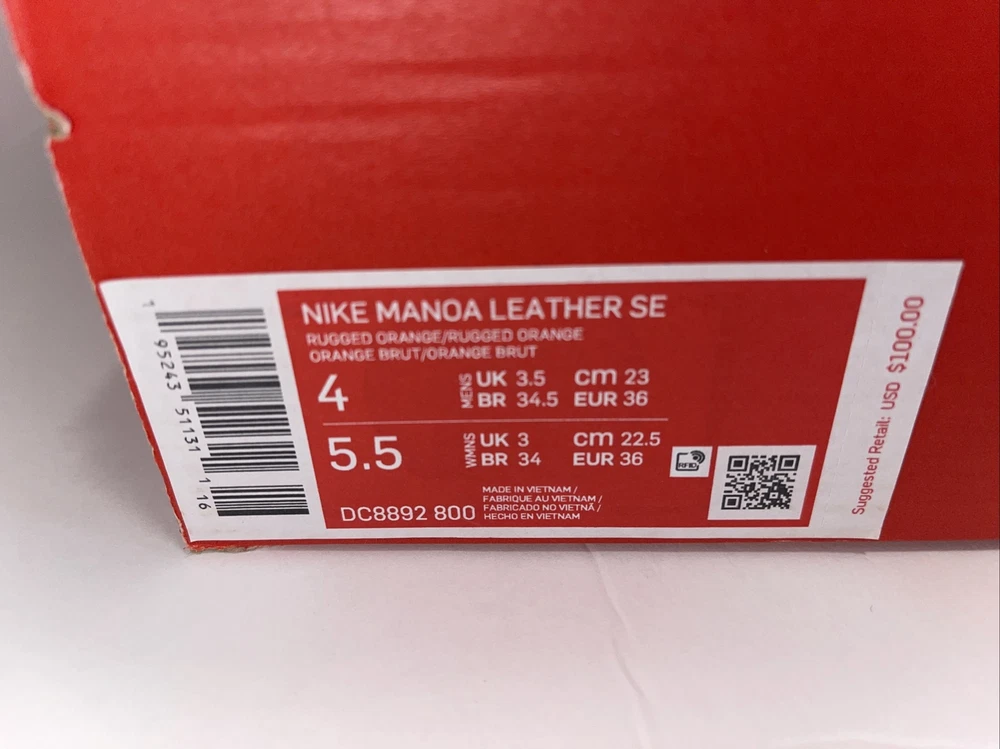 NIKE MANOA LEATHER SE
RUGGED ORANGE/RUGGED ORANGE
ORANGE BRUT/ORANGE BRUT
4
MENS
UK 3.5 cm 23
BR 34.5 EUR 36
5.5
WMNS
UK 3 cm 22.5
BR 34 EUR 36
RFID
DC8892 800
MADE IN VIETNAM /
FABRIQUE AU VIETNAM /
FABRICADO NO VIETNÃ /
HECHO EN VIETNAM
1 95243 51131 1 16
Suggested Retail: USD $100.00